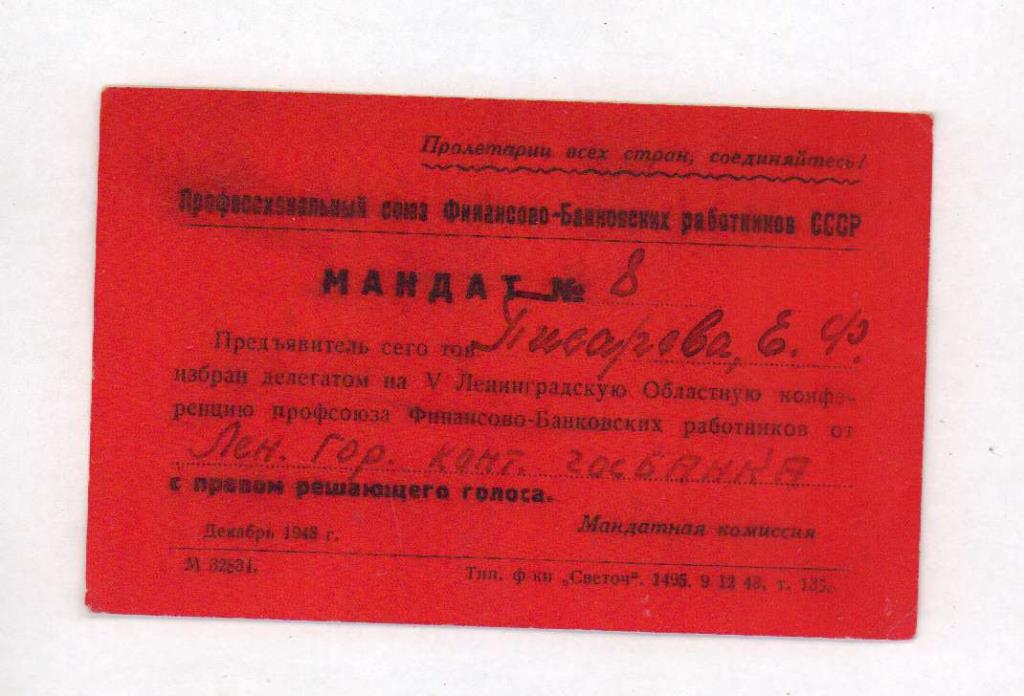 Пролетарии всех стран, соединяйтесь!
Профессиональный союз Финансово-Банковских работников СССР
МАНДАТ № 8
Предъявитель сего тов Писарева, Е. Ф.
избран делегатом на V Ленинградскую Областную конфе-
ренцию профсоюза Финансово-Банковских работников от
Лен. гор. конт. госБАНКА
с правом решающего голоса.
Мандатная комиссия
Декабрь 1948 г.
М 32834.
Тип. ф-ки „Светоч“. 1495. 9 12 48. т. 135.